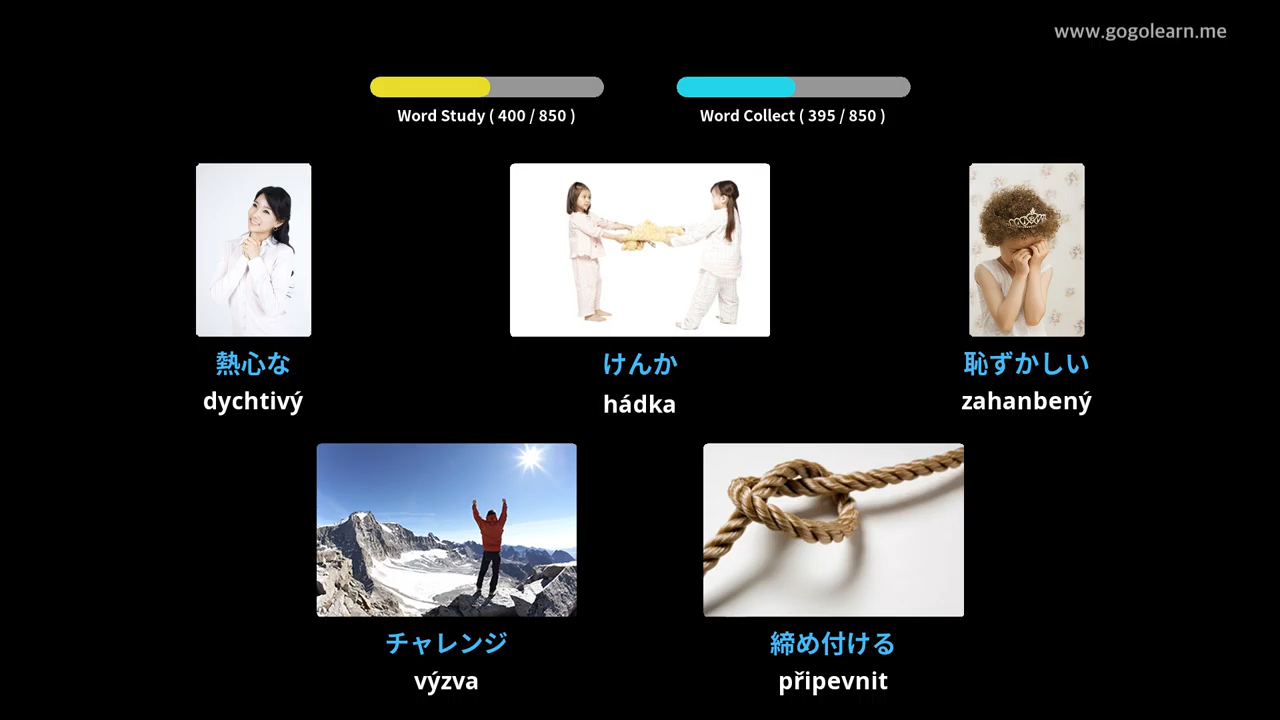 www.gogolearn.me
Word Study ( 400 / 850 )
Word Collect ( 395 / 850 )
熱心な
dychtivý
けんか
hádka
恥ずかしい
zahanbený
チャレンジ
výzva
締め付ける
připevnit